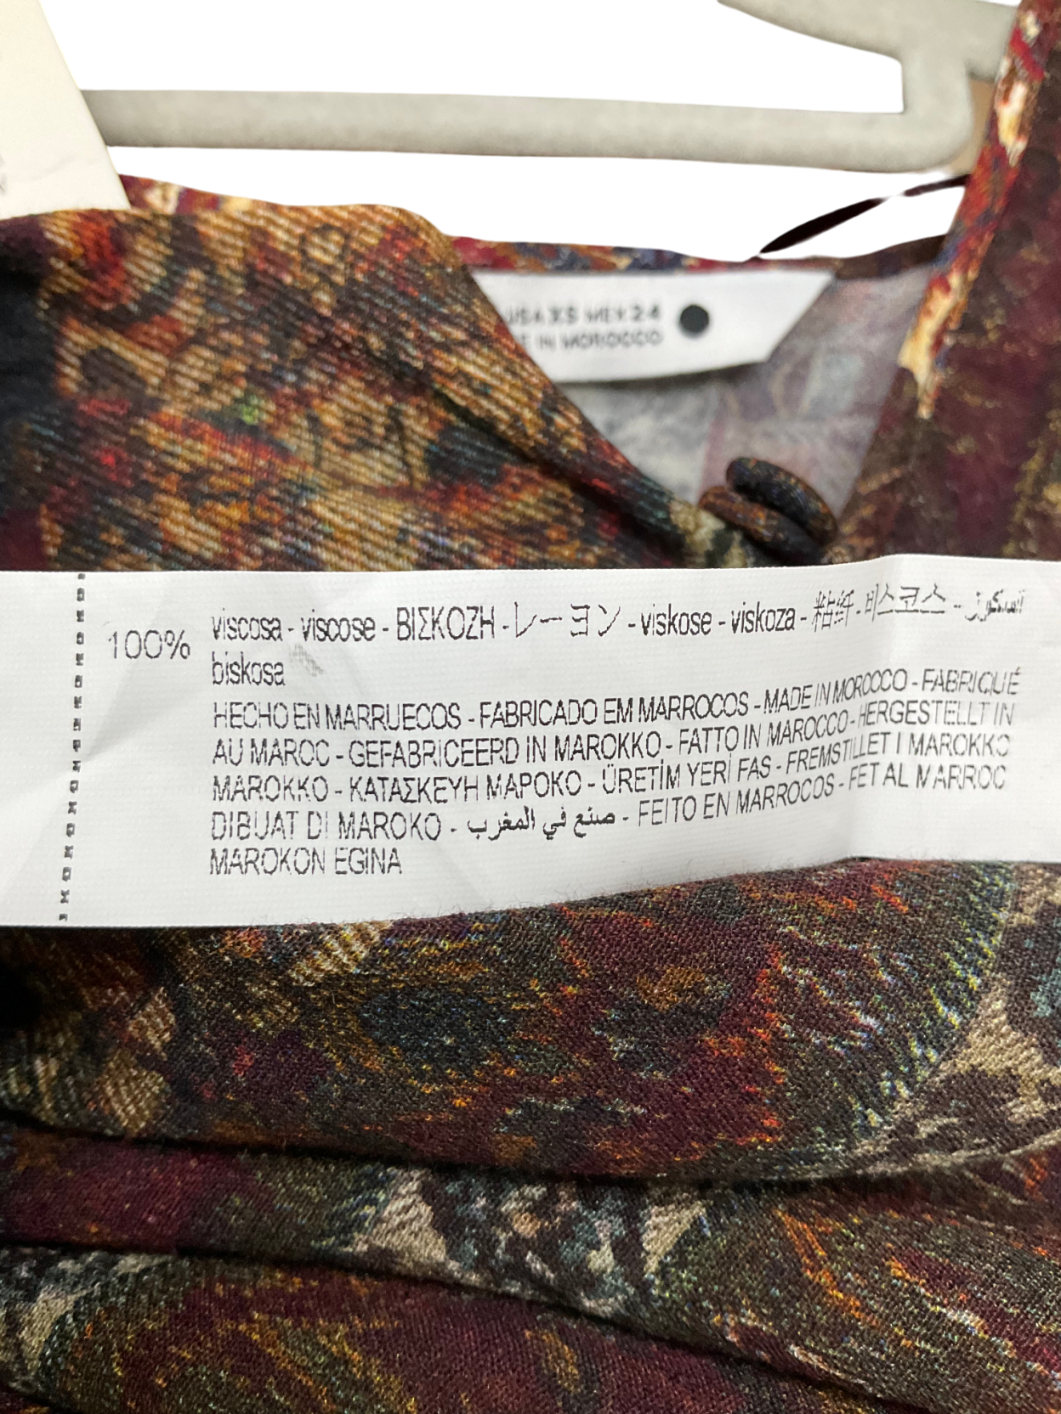 USA XS MEX 24
IN MOROCCO
100% viscosa - viscose - ΒΙΣΚΟΖΗ - レーヨン - viskose - viskoza - 粘纤 - 비스코스 - الفسكوز
biskosa
HECHO EN MARRUECOS - FABRICADO EM MARROCOS - MADE IN MOROCCO - FABRIQUÉ
AU MAROC - GEFABRICEERD IN MAROKKO - FATTO IN MAROCCO - HERGESTELLT IN
MAROKKO - ΚΑΤΑΣΚΕΥΗ ΜΑΡΟΚΟ - ÜRETİM YERİ FAS - FREMSTILLET I MAROKKO
DIBUAT DI MAROKO - صنع في المغرب - FEITO EN MARROCOS - FET AL MARROC
MAROKON EGINA